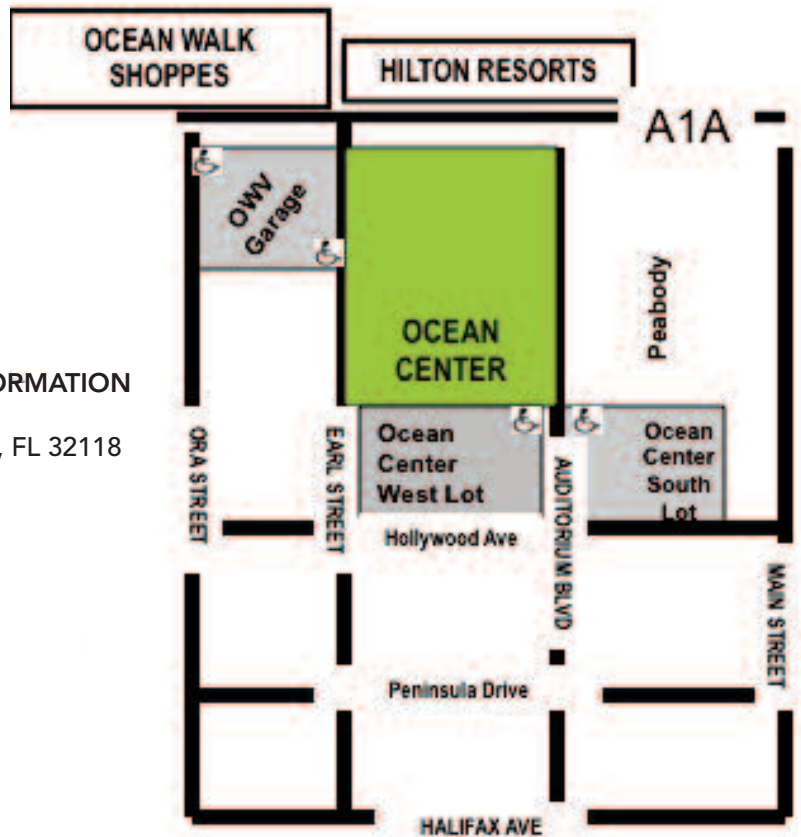 OCEAN WALK
SHOPPES
HILTON RESORTS
A1A
OWV
Garage
OCEAN
CENTER
Peabody
ORMATION
, FL 32118
ORA STREET
EARL STREET
Ocean
Center
West Lot
AUDITORIUM BLVD
Ocean
Center
South
Lot
Hollywood Ave
MAIN STREET
Peninsula Drive
HALIFAX AVE